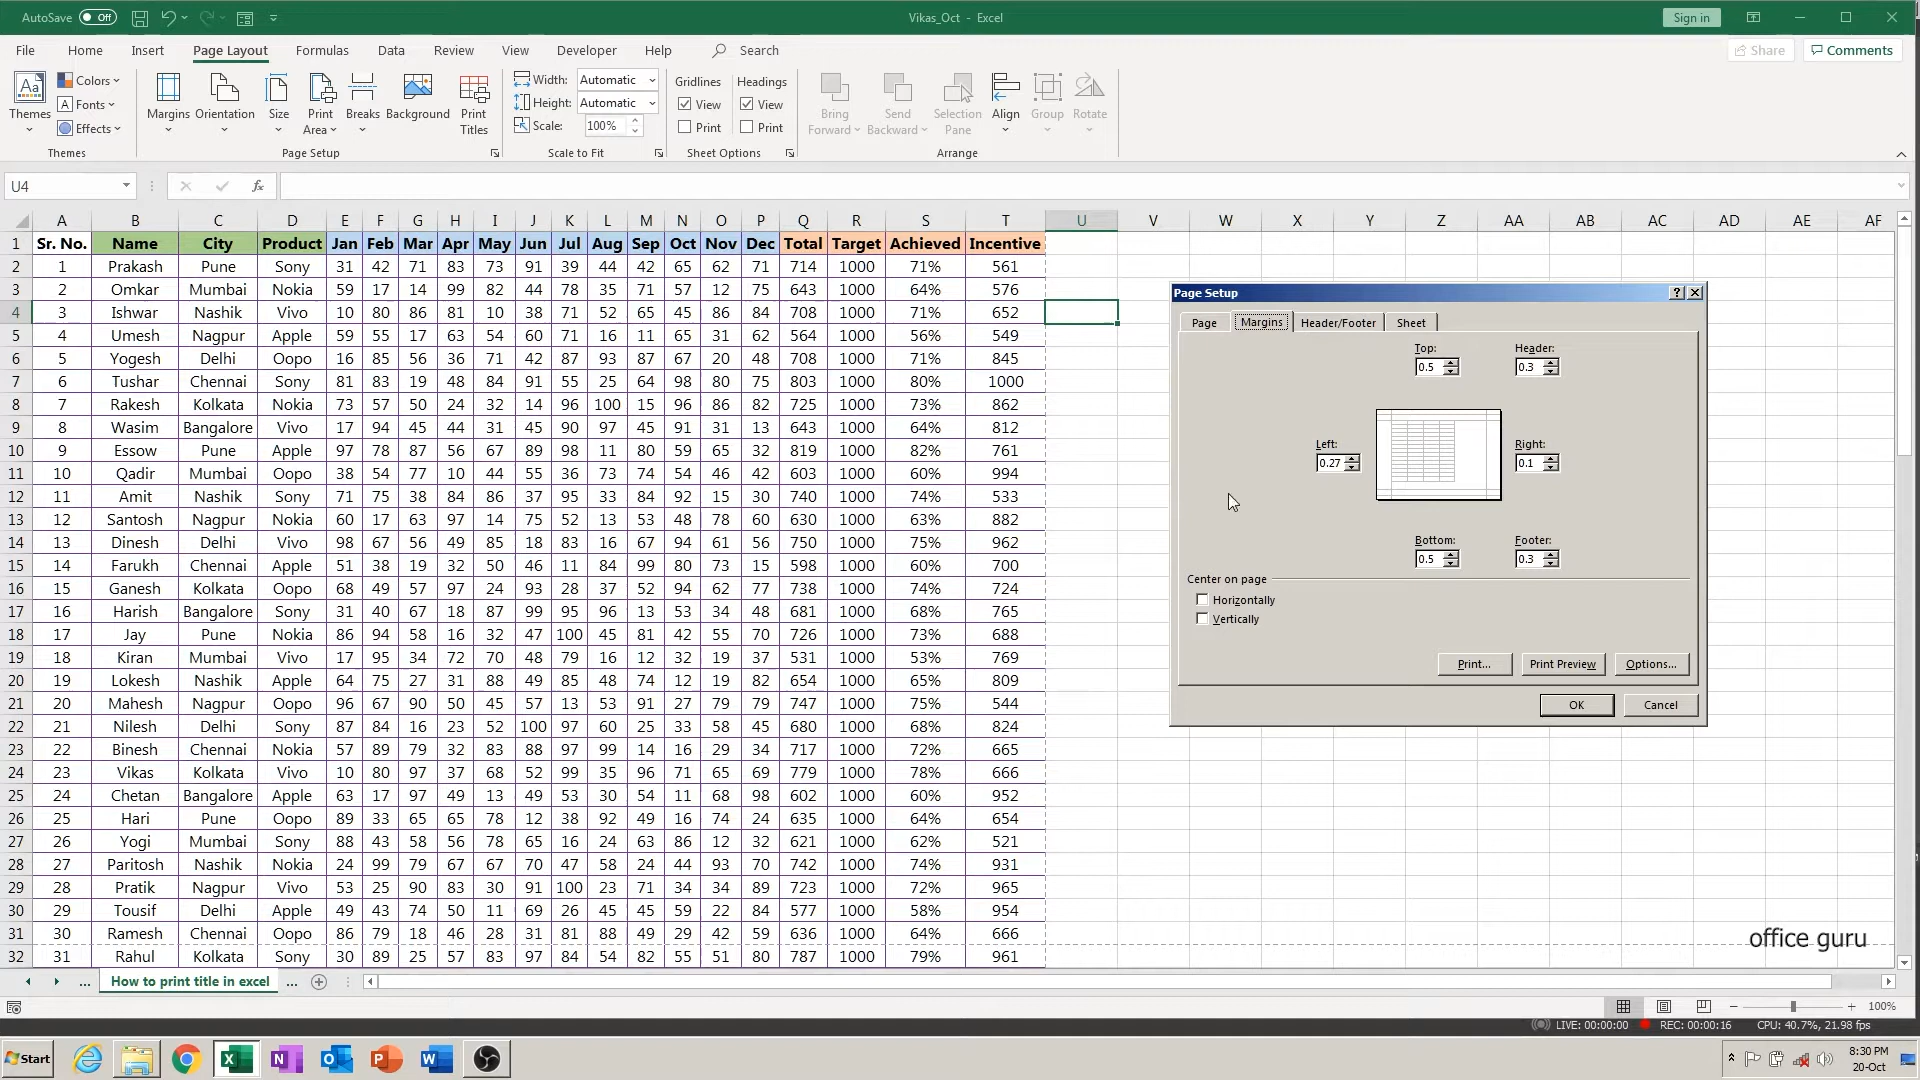 AutoSave Off Vikas_Oct - Excel Sign in
File Home Insert Page Layout Formulas Data Review View Developer Help Search Share Comments
Themes Colors Fonts Effects Margins Orientation Size Print Area Breaks Background Print Titles Width: Automatic Height: Automatic Scale: 100% Gridlines View Print Headings View Print Bring Forward Send Backward Selection Pane Align Group Rotate
Themes Page Setup Scale to Fit Sheet Options Arrange
U4 fx
A B C D E F G H I J K L M N O P Q R S T U V W X Y Z AA AB AC AD AE AF
1 Sr. No. Name City Product Jan Feb Mar Apr May Jun Jul Aug Sep Oct Nov Dec Total Target Achieved Incentive
2 1 Prakash Pune Sony 31 42 71 83 73 91 39 44 42 65 62 71 714 1000 71% 561
3 2 Omkar Mumbai Nokia 59 17 14 99 82 44 78 35 71 57 12 75 643 1000 64% 576
4 3 Ishwar Nashik Vivo 10 80 86 81 10 38 71 52 65 45 86 84 708 1000 71% 652
5 4 Umesh Nagpur Apple 59 55 17 63 54 60 71 16 11 65 31 62 564 1000 56% 549
6 5 Yogesh Delhi Oopo 16 85 56 36 71 42 87 93 87 67 20 48 708 1000 71% 845
7 6 Tushar Chennai Sony 81 83 19 48 84 91 55 25 64 98 80 75 803 1000 80% 1000
8 7 Rakesh Kolkata Nokia 73 57 50 24 32 14 96 100 15 96 86 82 725 1000 73% 862
9 8 Wasim Bangalore Vivo 17 94 45 44 31 45 90 97 45 91 31 13 643 1000 64% 812
10 9 Essow Pune Apple 97 78 87 56 67 89 98 11 80 59 65 32 819 1000 82% 761
11 10 Qadir Mumbai Oopo 38 54 77 10 44 55 36 73 74 54 46 42 603 1000 60% 994
12 11 Amit Nashik Sony 71 75 38 84 86 37 95 33 84 92 15 30 740 1000 74% 533
13 12 Santosh Nagpur Nokia 60 17 63 97 14 75 52 13 53 48 78 60 630 1000 63% 882
14 13 Dinesh Delhi Vivo 98 67 56 49 85 18 83 16 67 94 61 56 750 1000 75% 962
15 14 Farukh Chennai Apple 51 38 19 32 50 46 11 84 99 80 73 15 598 1000 60% 700
16 15 Ganesh Kolkata Oopo 68 49 57 97 24 93 28 37 52 94 62 77 738 1000 74% 724
17 16 Harish Bangalore Sony 31 40 67 18 87 99 95 96 13 53 34 48 681 1000 68% 765
18 17 Jay Pune Nokia 86 94 58 16 32 47 100 45 81 42 55 70 726 1000 73% 688
19 18 Kiran Mumbai Vivo 17 95 34 72 70 48 79 16 12 32 19 37 531 1000 53% 769
20 19 Lokesh Nashik Apple 64 75 27 31 88 49 85 48 74 12 19 82 654 1000 65% 809
21 20 Mahesh Nagpur Oopo 96 67 90 50 45 57 13 53 91 27 79 79 747 1000 75% 544
22 21 Nilesh Delhi Sony 87 84 16 23 52 100 97 60 25 33 58 45 680 1000 68% 824
23 22 Binesh Chennai Nokia 57 89 79 32 83 88 97 99 14 16 29 34 717 1000 72% 665
24 23 Vikas Kolkata Vivo 10 80 97 37 68 52 99 35 96 71 65 69 779 1000 78% 666
25 24 Chetan Bangalore Apple 63 17 97 49 13 49 53 30 54 11 68 98 602 1000 60% 952
26 25 Hari Pune Oopo 89 33 65 65 78 12 38 92 49 16 74 24 635 1000 64% 654
27 26 Yogi Mumbai Sony 88 43 58 56 78 65 16 24 63 86 12 32 621 1000 62% 521
28 27 Paritosh Nashik Nokia 24 99 79 67 67 70 47 58 24 44 93 70 742 1000 74% 931
29 28 Pratik Nagpur Vivo 53 25 90 83 30 91 100 23 71 34 34 89 723 1000 72% 965
30 29 Tousif Delhi Apple 49 43 74 50 11 69 26 45 45 59 22 84 577 1000 58% 954
31 30 Ramesh Chennai Oopo 86 79 18 46 28 31 81 88 49 29 42 59 636 1000 64% 666
32 31 Rahul Kolkata Sony 30 89 25 57 83 97 84 54 82 55 51 80 787 1000 79% 961
Page Setup
Page Margins Header/Footer Sheet
Top: Header:
0.5 0.3
Left: Right:
0.27 0.1
Bottom: Footer:
0.5 0.3
Center on page
Horizontally
Vertically
Print... Print Preview Options...
OK Cancel
office guru
... How to print title in excel ...
100%
LIVE: 00:00:00 REC: 00:00:16 CPU: 40.7%, 21.98 fps
Start 8:30 PM
20-Oct